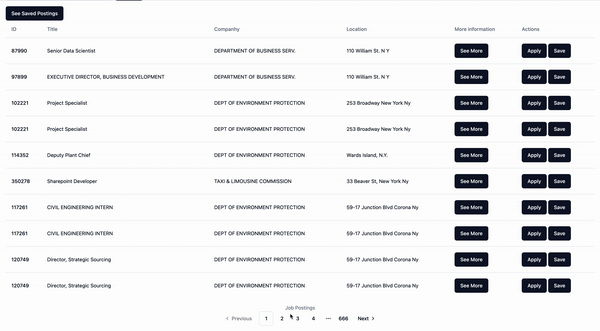 See Saved Postings
ID Title Companhy Location More information Actions
87990 Senior Data Scientist DEPARTMENT OF BUSINESS SERV. 110 William St. N Y See More Apply Save
97899 EXECUTIVE DIRECTOR, BUSINESS DEVELOPMENT DEPARTMENT OF BUSINESS SERV. 110 William St. N Y See More Apply Save
102221 Project Specialist DEPT OF ENVIRONMENT PROTECTION 253 Broadway New York Ny See More Apply Save
102221 Project Specialist DEPT OF ENVIRONMENT PROTECTION 253 Broadway New York Ny See More Apply Save
114352 Deputy Plant Chief DEPT OF ENVIRONMENT PROTECTION Wards Island, N.Y. See More Apply Save
350278 Sharepoint Developer TAXI & LIMOUSINE COMMISSION 33 Beaver St, New York Ny See More Apply Save
117261 CIVIL ENGINEERING INTERN DEPT OF ENVIRONMENT PROTECTION 59-17 Junction Blvd Corona Ny See More Apply Save
117261 CIVIL ENGINEERING INTERN DEPT OF ENVIRONMENT PROTECTION 59-17 Junction Blvd Corona Ny See More Apply Save
120749 Director, Strategic Sourcing DEPT OF ENVIRONMENT PROTECTION 59-17 Junction Blvd Corona Ny See More Apply Save
120749 Director, Strategic Sourcing DEPT OF ENVIRONMENT PROTECTION 59-17 Junction Blvd Corona Ny See More Apply Save
Job Postings
Previous 1 2 3 4 ••• 666 Next